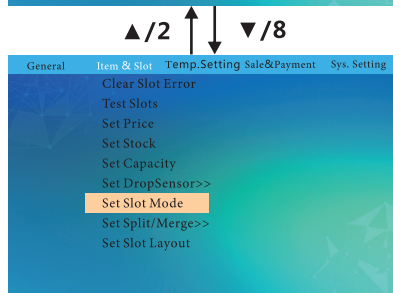 ▲/2 ▼/8
General Item & Slot Temp.Setting Sale&Payment Sys. Setting
Clear Slot Error
Test Slots
Set Price
Set Stock
Set Capacity
Set DropSensor>>
Set Slot Mode
Set Split/Merge>>
Set Slot Layout